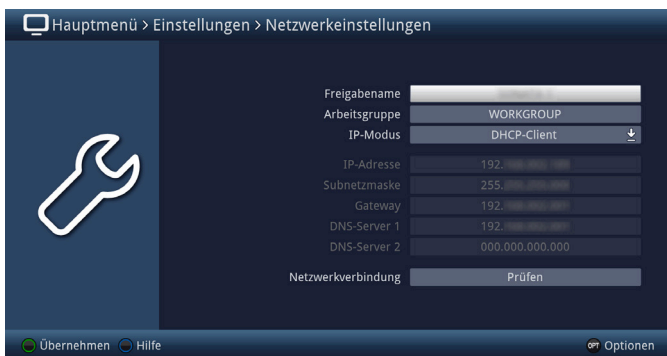 Hauptmenü > Einstellungen > Netzwerkeinstellungen
Freigabename
Arbeitsgruppe WORKGROUP
IP-Modus DHCP-Client
IP-Adresse 192.
Subnetzmaske 255.
Gateway 192.
DNS-Server 1 192.
DNS-Server 2 000.000.000.000
Netzwerkverbindung Prüfen
Übernehmen Hilfe OPT Optionen